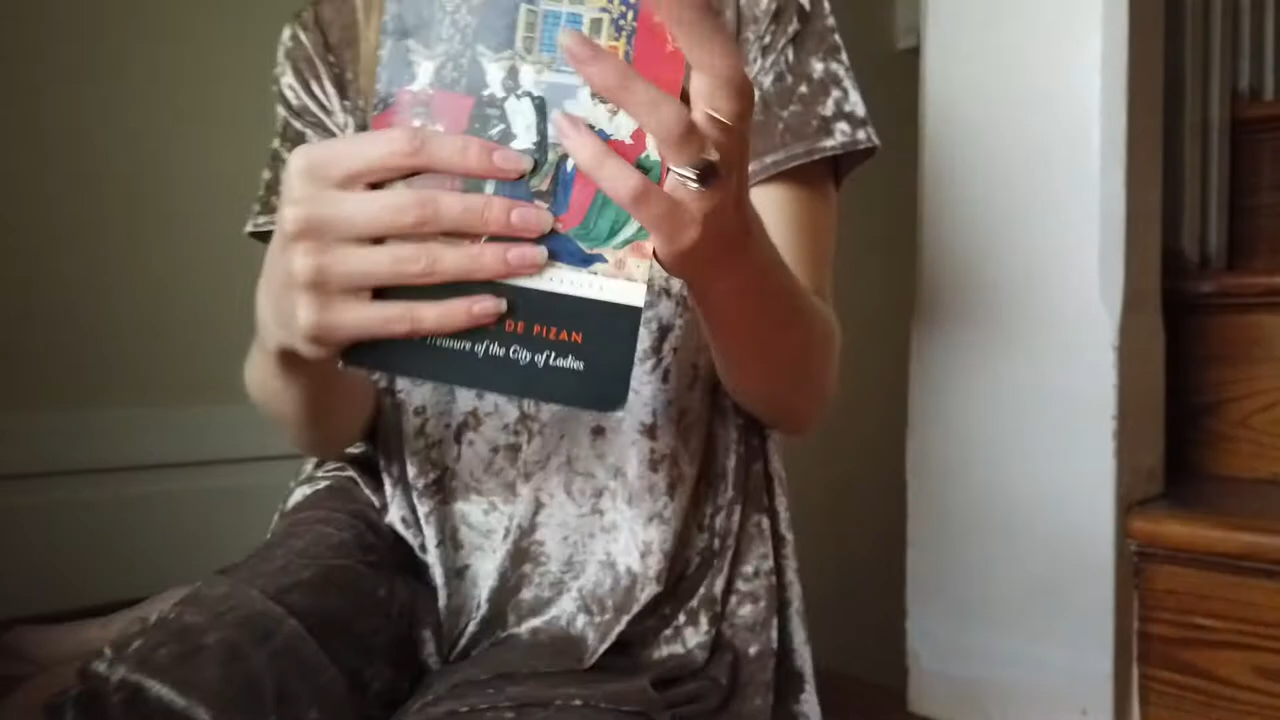 DE PIZAN
Treasure of the City of Ladies